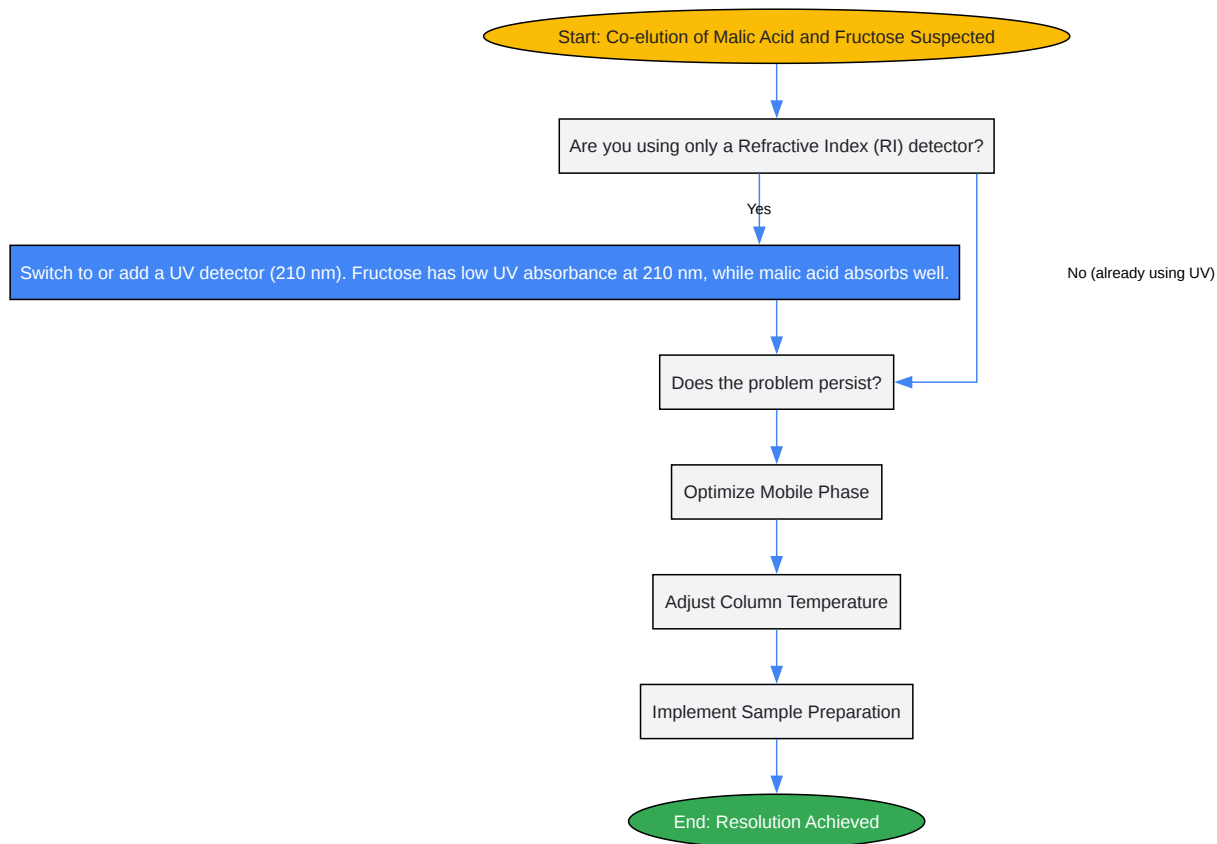 Start: Co-elution of Malic Acid and Fructose Suspected
Are you using only a Refractive Index (RI) detector?
Yes
Switch to or add a UV detector (210 nm). Fructose has low UV absorbance at 210 nm, while malic acid absorbs well.
No (already using UV)
Does the problem persist?
Optimize Mobile Phase
Adjust Column Temperature
Implement Sample Preparation
End: Resolution Achieved